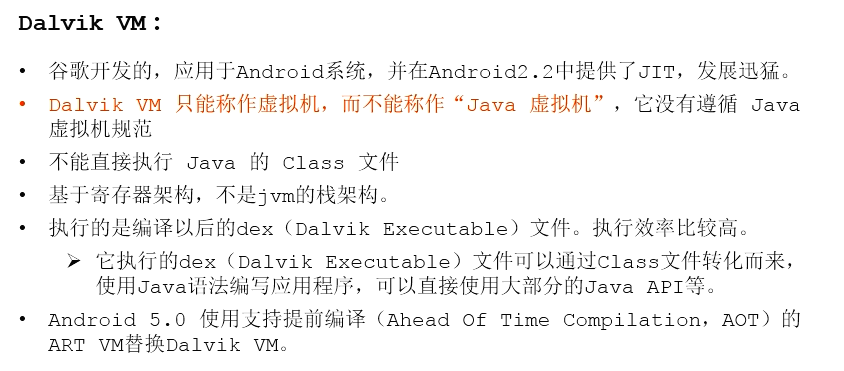 Dalvik VM：
• 谷歌开发的，应用于Android系统，并在Android2.2中提供了JIT，发展迅猛。
• Dalvik VM 只能称作虚拟机，而不能称作“Java 虚拟机”，它没有遵循 Java
虚拟机规范
• 不能直接执行 Java 的 Class 文件
• 基于寄存器架构，不是jvm的栈架构。
• 执行的是编译以后的dex（Dalvik Executable）文件。执行效率比较高。
➢ 它执行的dex（Dalvik Executable）文件可以通过Class文件转化而来，
使用Java语法编写应用程序，可以直接使用大部分的Java API等。
• Android 5.0 使用支持提前编译（Ahead Of Time Compilation，AOT）的
ART VM替换Dalvik VM。